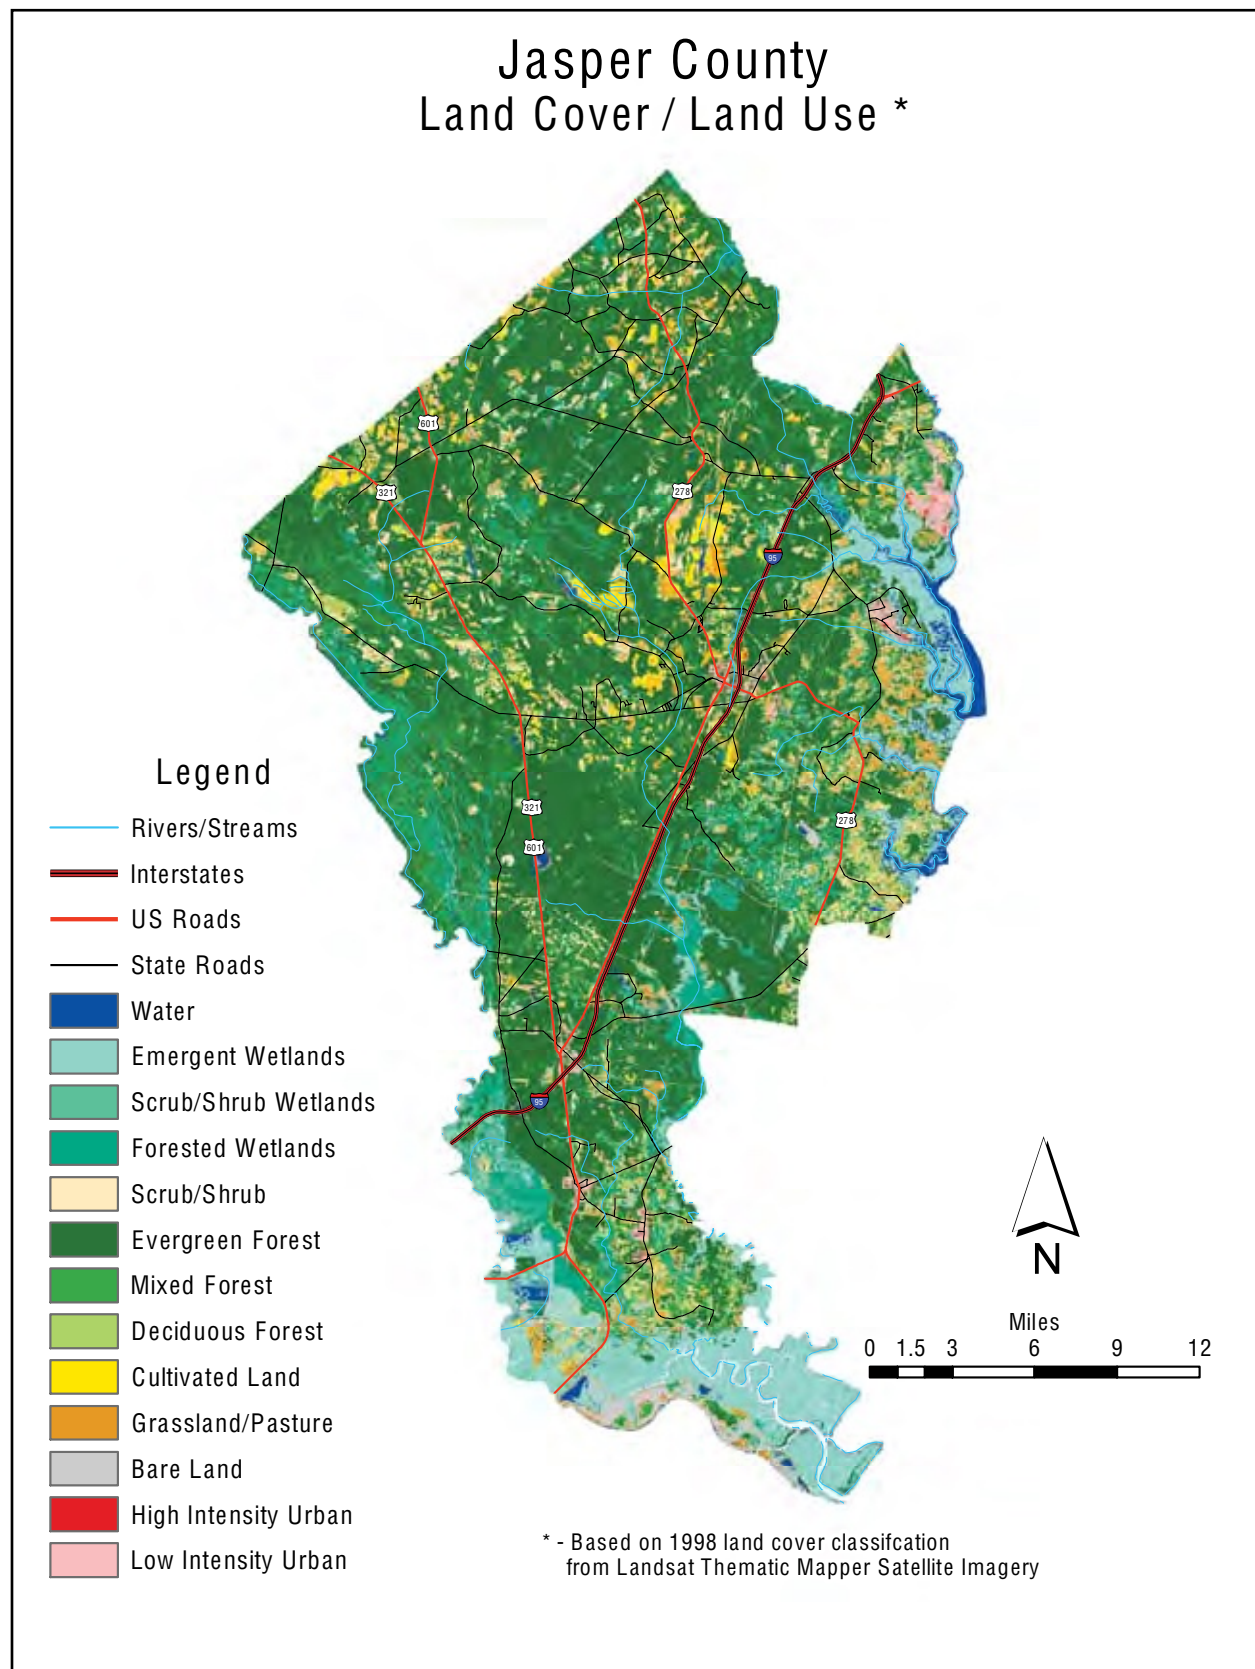 Jasper County
Land Cover / Land Use *
601
321
278
95
321
601
278
95
Legend
Rivers/Streams
Interstates
US Roads
State Roads
Water
Emergent Wetlands
Scrub/Shrub Wetlands
Forested Wetlands
Scrub/Shrub
Evergreen Forest
Mixed Forest
Deciduous Forest
Cultivated Land
Grassland/Pasture
Bare Land
High Intensity Urban
Low Intensity Urban
N
Miles
0 1.5 3 6 9 12
* - Based on 1998 land cover classifcation
from Landsat Thematic Mapper Satellite Imagery